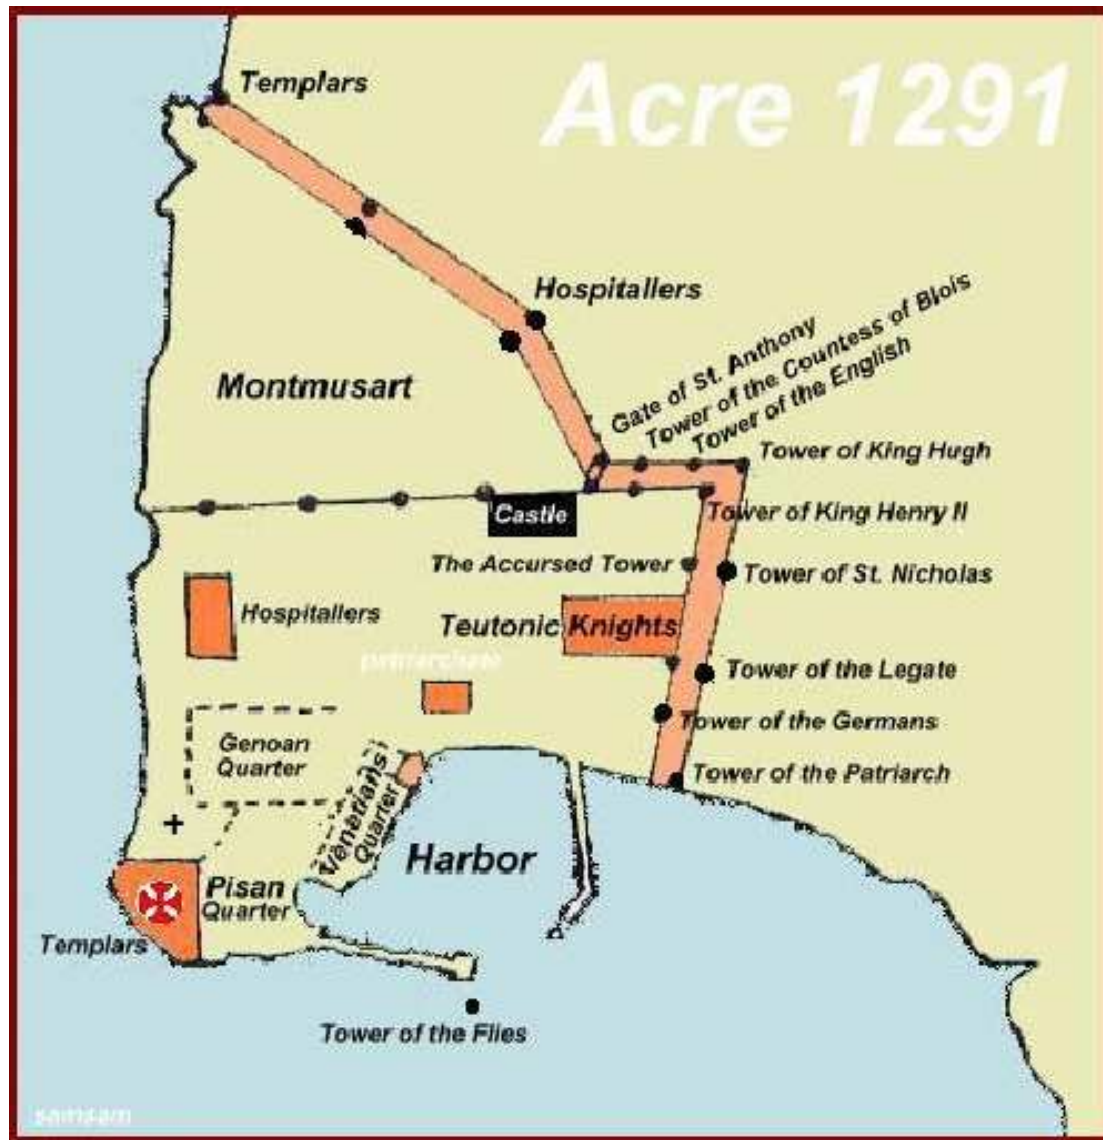 Acre 1291
Templars
Hospitallers
Gate of St. Anthony
Tower of the Countess of Blois
Tower of the English
Montmusart
Tower of King Hugh
Castle
Tower of King Henry II
The Accursed Tower
Tower of St. Nicholas
Hospitallers
Teutonic Knights
patriarchate
Tower of the Legate
Tower of the Germans
Genoan
Quarter
Venetians
Quarter
Tower of the Patriarch
Harbor
Pisan
Quarter
Templars
Tower of the Flies
samsam